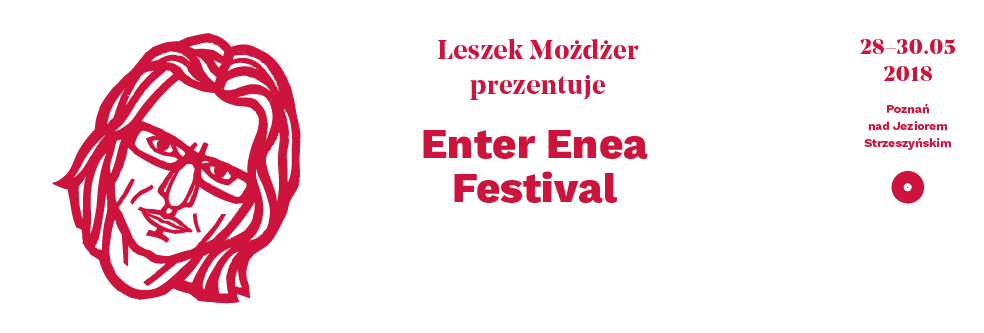 Leszek Możdżer
prezentuje
Enter Enea
Festival
28–30.05
2018
Poznań
nad Jeziorem
Strzeszyńskim